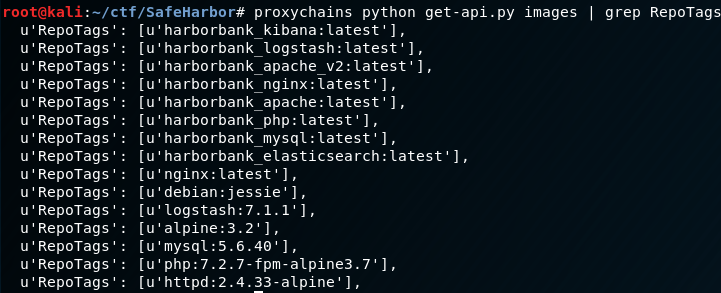 root@kali:~/ctf/SafeHarbor# proxychains python get-api.py images | grep RepoTags
u'RepoTags': [u'harborbank_kibana:latest'],
u'RepoTags': [u'harborbank_logstash:latest'],
u'RepoTags': [u'harborbank_apache_v2:latest'],
u'RepoTags': [u'harborbank_nginx:latest'],
u'RepoTags': [u'harborbank_apache:latest'],
u'RepoTags': [u'harborbank_php:latest'],
u'RepoTags': [u'harborbank_mysql:latest'],
u'RepoTags': [u'harborbank_elasticsearch:latest'],
u'RepoTags': [u'nginx:latest'],
u'RepoTags': [u'debian:jessie'],
u'RepoTags': [u'logstash:7.1.1'],
u'RepoTags': [u'alpine:3.2'],
u'RepoTags': [u'mysql:5.6.40'],
u'RepoTags': [u'php:7.2.7-fpm-alpine3.7'],
u'RepoTags': [u'httpd:2.4.33-alpine'],